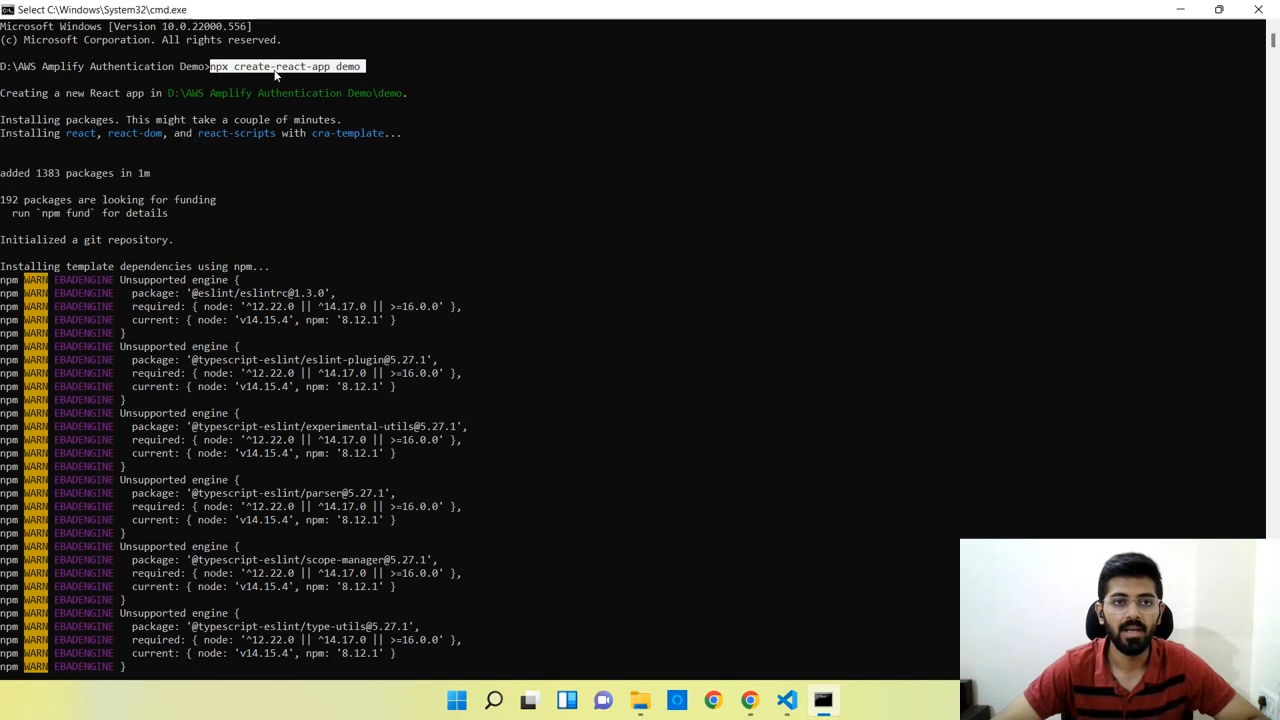 Select C:\Windows\System32\cmd.exe
Microsoft Windows [Version 10.0.22000.556]
(c) Microsoft Corporation. All rights reserved.
D:\AWS Amplify Authentication Demo>npx create-react-app demo
Creating a new React app in D:\AWS Amplify Authentication Demo\demo.
Installing packages. This might take a couple of minutes.
Installing react, react-dom, and react-scripts with cra-template...
added 1383 packages in 1m
192 packages are looking for funding
run `npm fund` for details
Initialized a git repository.
Installing template dependencies using npm...
npm WARN EBADENGINE Unsupported engine {
npm WARN EBADENGINE   package: '@eslint/eslintrc@1.3.0',
npm WARN EBADENGINE   required: { node: '^12.22.0 || ^14.17.0 || >=16.0.0' },
npm WARN EBADENGINE   current: { node: 'v14.15.4', npm: '8.12.1' }
npm WARN EBADENGINE }
npm WARN EBADENGINE Unsupported engine {
npm WARN EBADENGINE   package: '@typescript-eslint/eslint-plugin@5.27.1',
npm WARN EBADENGINE   required: { node: '^12.22.0 || ^14.17.0 || >=16.0.0' },
npm WARN EBADENGINE   current: { node: 'v14.15.4', npm: '8.12.1' }
npm WARN EBADENGINE }
npm WARN EBADENGINE Unsupported engine {
npm WARN EBADENGINE   package: '@typescript-eslint/experimental-utils@5.27.1',
npm WARN EBADENGINE   required: { node: '^12.22.0 || ^14.17.0 || >=16.0.0' },
npm WARN EBADENGINE   current: { node: 'v14.15.4', npm: '8.12.1' }
npm WARN EBADENGINE }
npm WARN EBADENGINE Unsupported engine {
npm WARN EBADENGINE   package: '@typescript-eslint/parser@5.27.1',
npm WARN EBADENGINE   required: { node: '^12.22.0 || ^14.17.0 || >=16.0.0' },
npm WARN EBADENGINE   current: { node: 'v14.15.4', npm: '8.12.1' }
npm WARN EBADENGINE }
npm WARN EBADENGINE Unsupported engine {
npm WARN EBADENGINE   package: '@typescript-eslint/scope-manager@5.27.1',
npm WARN EBADENGINE   required: { node: '^12.22.0 || ^14.17.0 || >=16.0.0' },
npm WARN EBADENGINE   current: { node: 'v14.15.4', npm: '8.12.1' }
npm WARN EBADENGINE }
npm WARN EBADENGINE Unsupported engine {
npm WARN EBADENGINE   package: '@typescript-eslint/type-utils@5.27.1',
npm WARN EBADENGINE   required: { node: '^12.22.0 || ^14.17.0 || >=16.0.0' },
npm WARN EBADENGINE   current: { node: 'v14.15.4', npm: '8.12.1' }
npm WARN EBADENGINE }